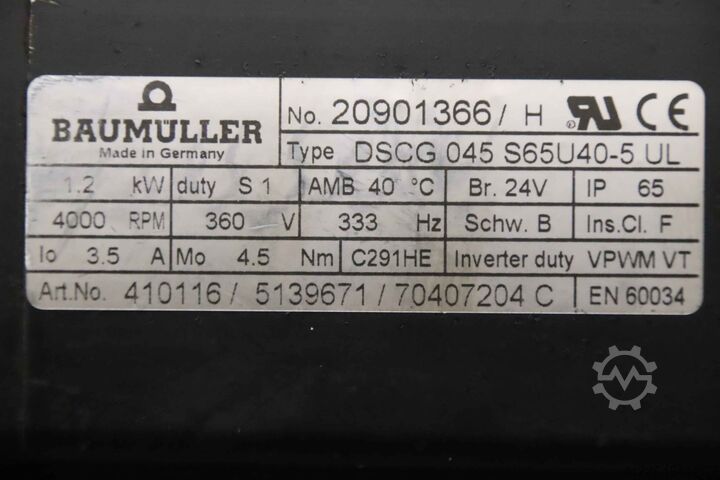 BAUMÜLLER
Made in Germany
No. 20901366/ H
Type DSCG 045 S65U40-5 UL
1.2 kW duty S 1 AMB 40 °C Br. 24V IP 65
4000 RPM 360 V 333 Hz Schw. B Ins.Cl. F
Io 3.5 A Mo 4.5 Nm C291HE Inverter duty VPWM VT
Art.No. 410116 / 5139671 / 70407204 C EN 60034